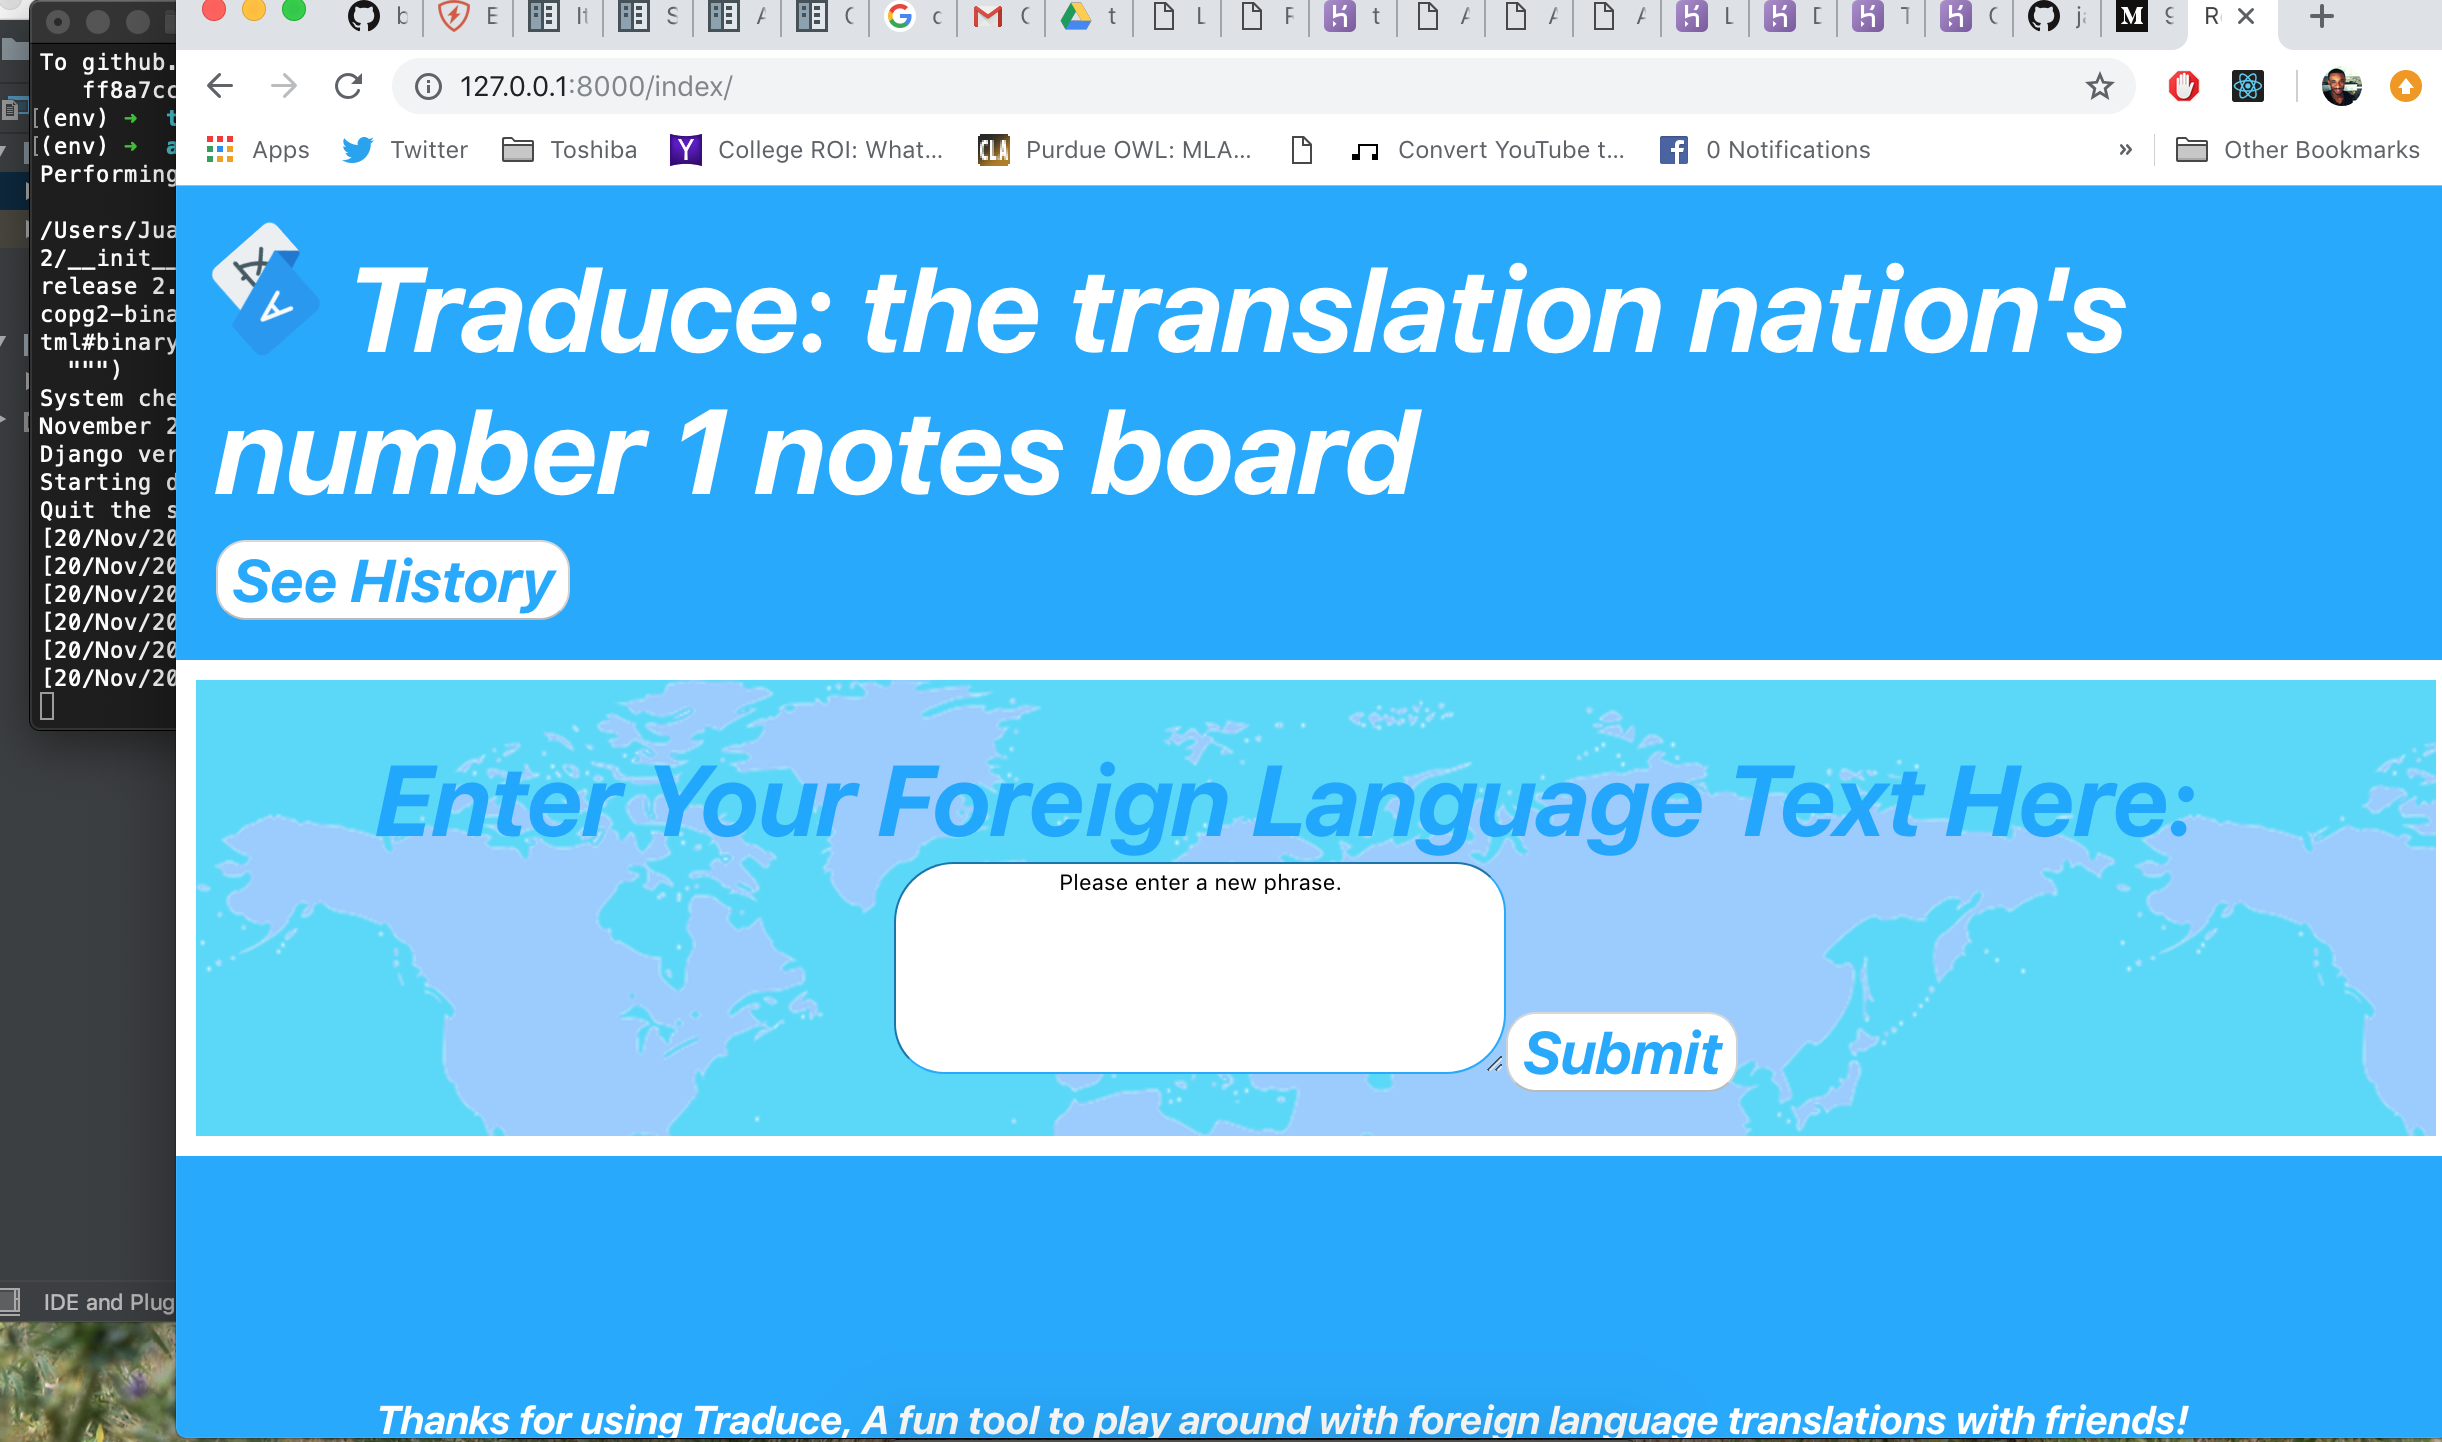 To github.
ff8a7cc
(env) ➜ t
(env) ➜ a
Performing
/Users/Jua
2/__init__
release 2.
copg2-bina
tml#binary
""")
System che
November 2
Django ver
Starting d
Quit the s
[20/Nov/20
[20/Nov/20
[20/Nov/20
[20/Nov/20
[20/Nov/20
[20/Nov/20
IDE and Plug
127.0.0.1:8000/index/
Apps Twitter Toshiba College ROI: What... CLA Purdue OWL: MLA... Convert YouTube t... 0 Notifications » Other Bookmarks
Traduce: the translation nation's
number 1 notes board
See History
Enter Your Foreign Language Text Here:
Please enter a new phrase.
Submit
Thanks for using Traduce, A fun tool to play around with foreign language translations with friends!